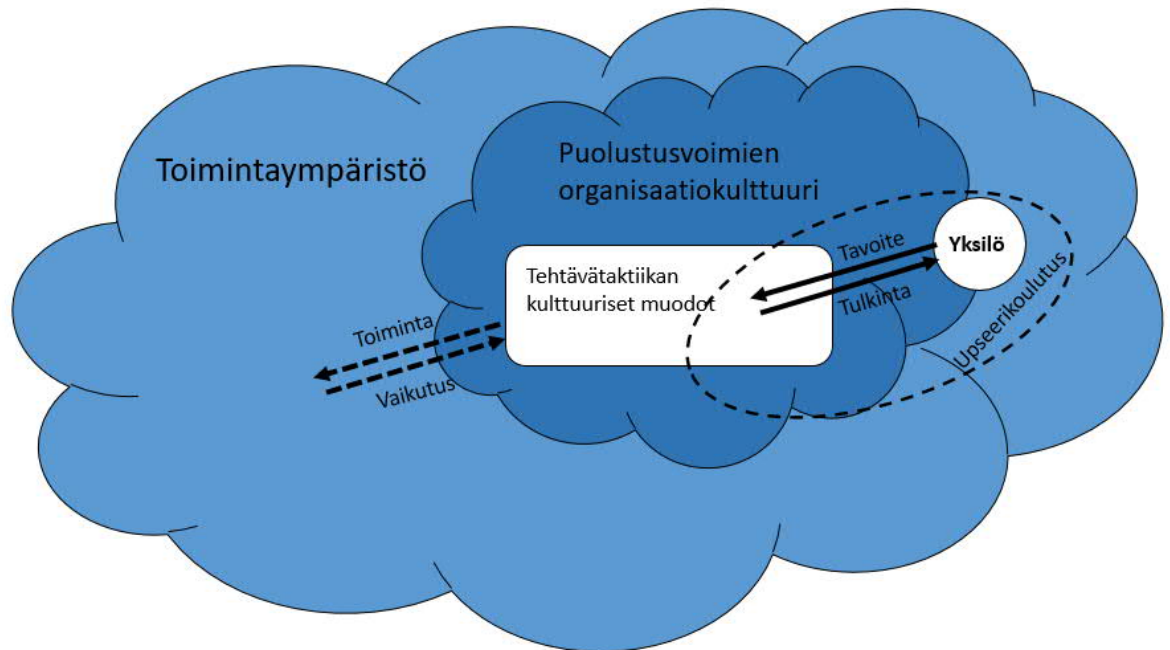 Toimintaympäristö
Puolustusvoimien
organisaatiokulttuuri
Yksilö
Tavoite
Tulkinta
Tehtävätaktiikan
kulttuuriset muodot
Upseerikoulutus
Toiminta
Vaikutus